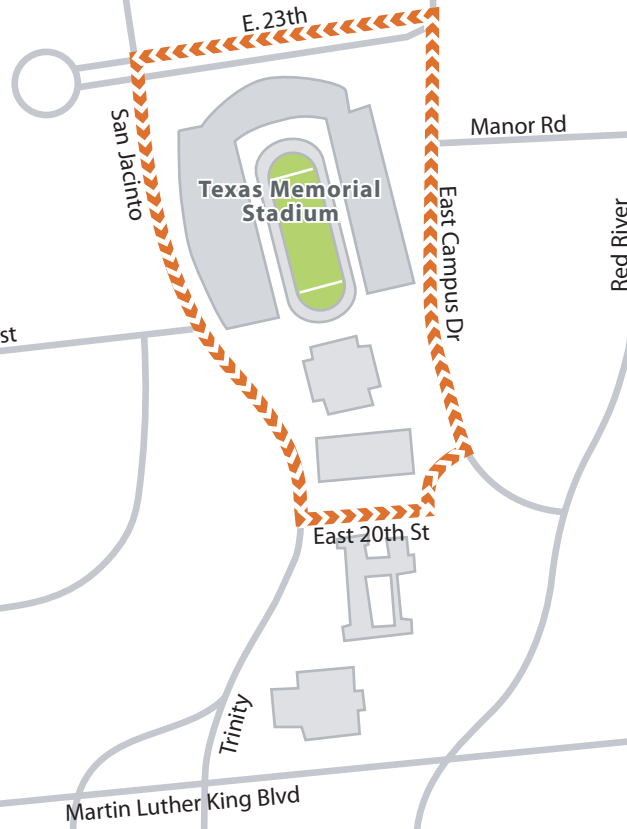 E. 23th
San Jacinto
Manor Rd
Texas Memorial
Stadium
East Campus Dr
Red River
st
East 20th St
Trinity
Martin Luther King Blvd